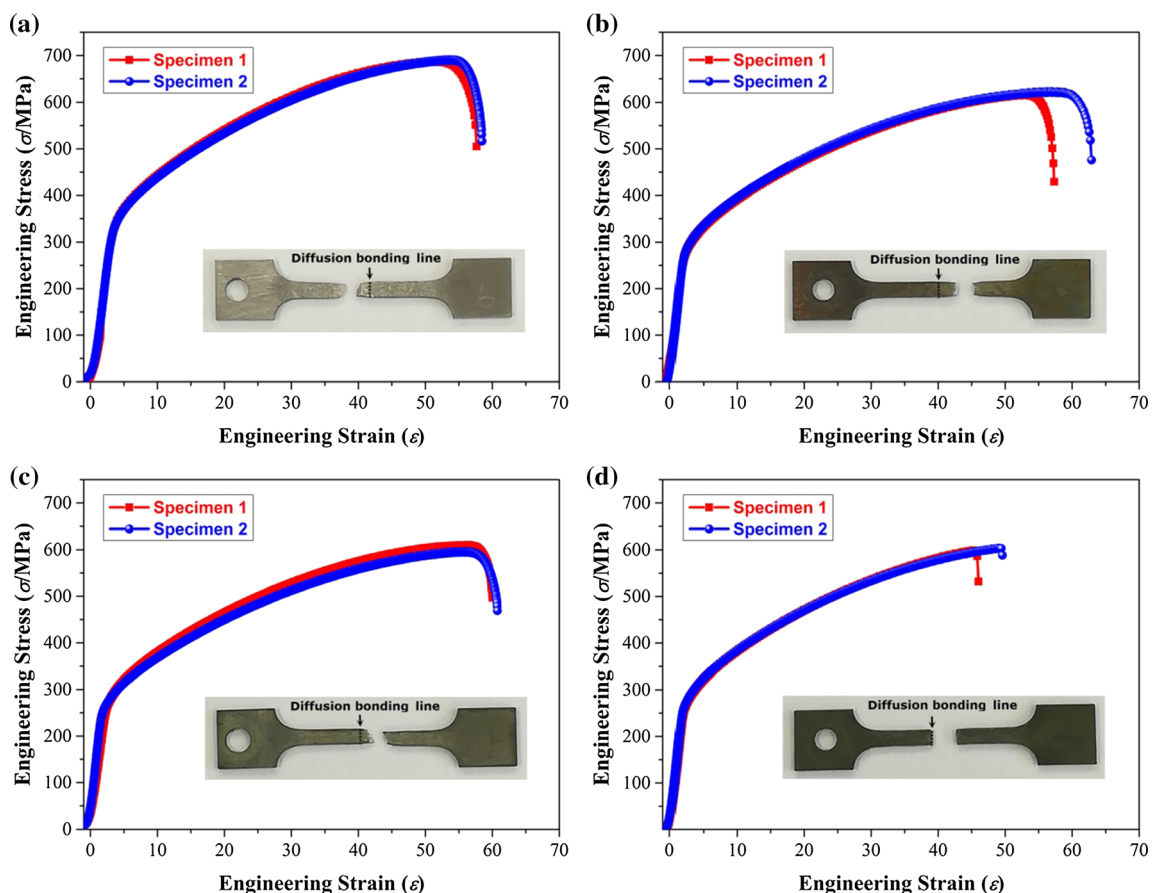 (a)
700
600
500
400
300
200
100
0
Engineering Stress (σ/MPa)
Specimen 1
Specimen 2
Diffusion bonding line
0 10 20 30 40 50 60 70
Engineering Strain (ε)
(b)
700
600
500
400
300
200
100
0
Engineering Stress (σ/MPa)
Specimen 1
Specimen 2
Diffusion bonding line
0 10 20 30 40 50 60 70
Engineering Strain (ε)
(c)
700
600
500
400
300
200
100
0
Engineering Stress (σ/MPa)
Specimen 1
Specimen 2
Diffusion bonding line
0 10 20 30 40 50 60 70
Engineering Strain (ε)
(d)
700
600
500
400
300
200
100
0
Engineering Stress (σ/MPa)
Specimen 1
Specimen 2
Diffusion bonding line
0 10 20 30 40 50 60 70
Engineering Strain (ε)